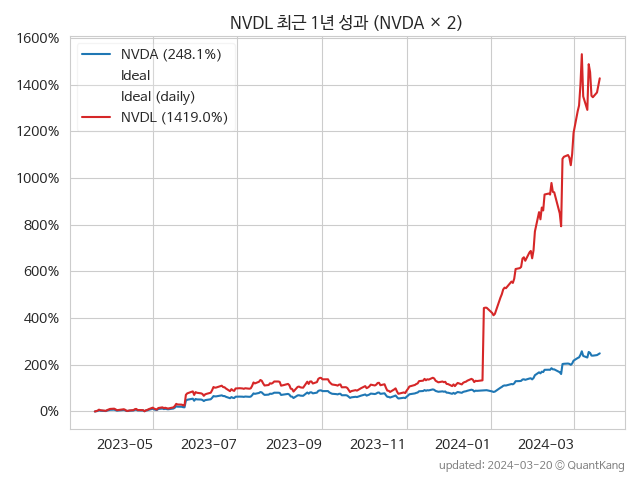 NVDL 최근 1년 성과 (NVDA × 2)
1600%
1400%
1200%
1000%
800%
600%
400%
200%
0%
NVDA (248.1%)
Ideal
Ideal (daily)
NVDL (1419.0%)
2023-05
2023-07
2023-09
2023-11
2024-01
2024-03
updated: 2024-03-20 © QuantKang